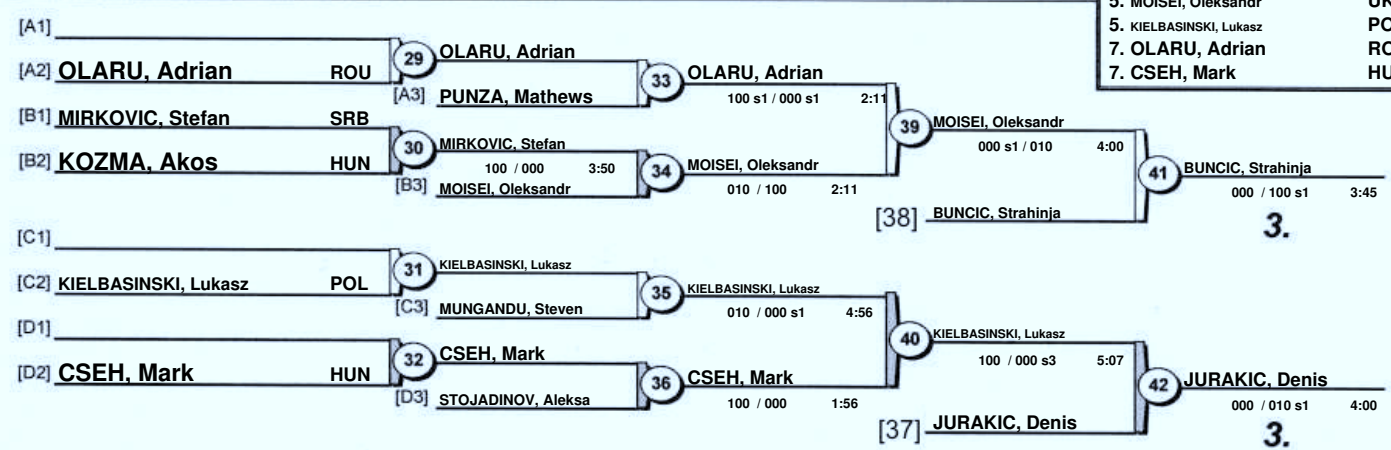 5. MOISEI, Oleksandr
5. KIELBASINSKI, Lukasz PO
7. OLARU, Adrian RO
7. CSEH, Mark HU
[A1]
[A2] OLARU, Adrian ROU
29
OLARU, Adrian
[A3] PUNZA, Mathews
33
OLARU, Adrian
100 s1 / 000 s1 2:11
[B1] MIRKOVIC, Stefan SRB
[B2] KOZMA, Akos HUN
30
MIRKOVIC, Stefan
100 / 000 3:50
[B3] MOISEI, Oleksandr
34
MOISEI, Oleksandr
010 / 100 2:11
39
MOISEI, Oleksandr
000 s1 / 010 4:00
[38] BUNCIC, Strahinja
41
BUNCIC, Strahinja
000 / 100 s1 3:45
3.
[C1]
[C2] KIELBASINSKI, Lukasz POL
31
KIELBASINSKI, Lukasz
[C3] MUNGANDU, Steven
35
KIELBASINSKI, Lukasz
010 / 000 s1 4:56
[D1]
[D2] CSEH, Mark HUN
32
CSEH, Mark
[D3] STOJADINOV, Aleksa
36
CSEH, Mark
100 / 000 1:56
40
KIELBASINSKI, Lukasz
100 / 000 s3 5:07
[37] JURAKIC, Denis
42
JURAKIC, Denis
000 / 010 s1 4:00
3.